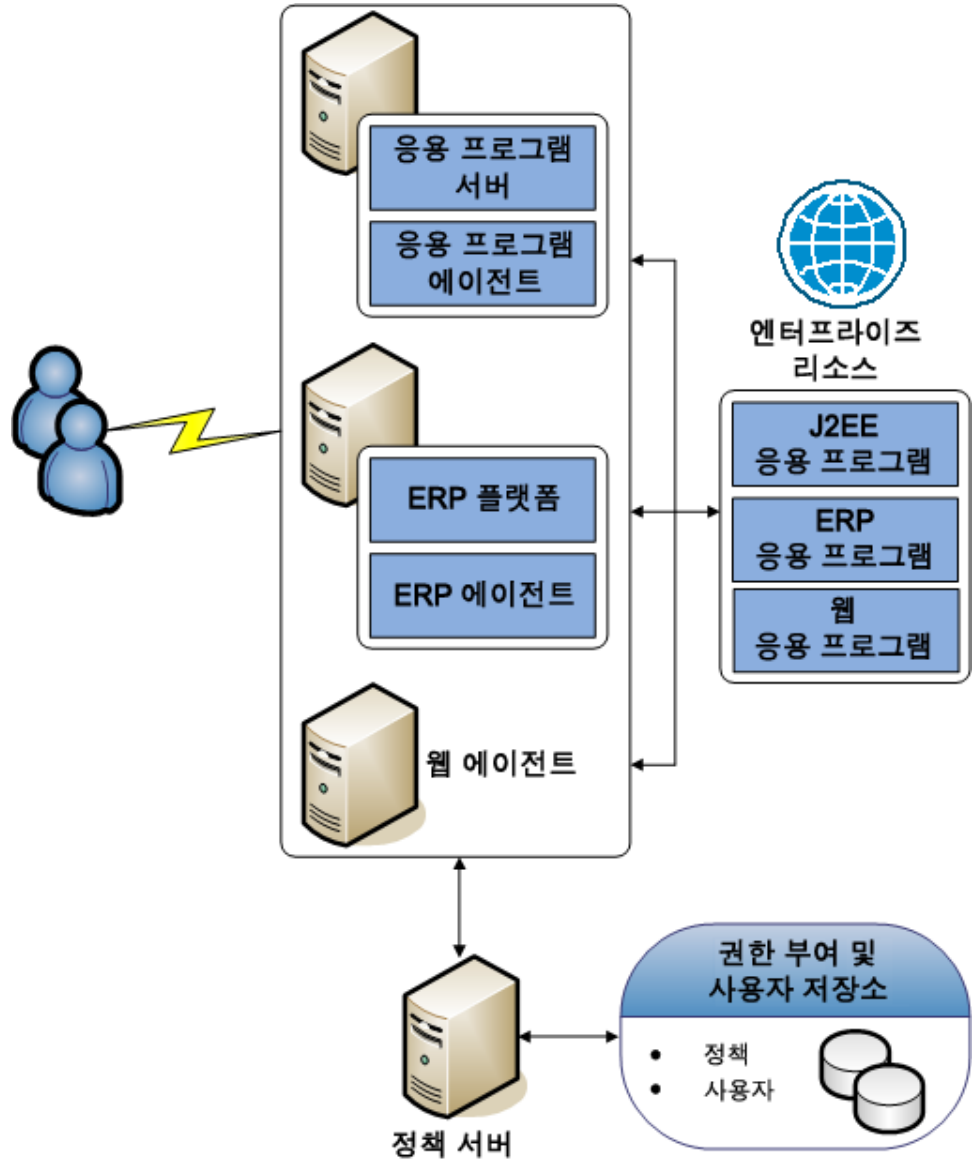 응용 프로그램
서버
응용 프로그램
에이전트
엔터프라이즈
리소스
J2EE
응용 프로그램
ERP
응용 프로그램
웹
응용 프로그램
ERP 플랫폼
ERP 에이전트
웹 에이전트
권한 부여 및
사용자 저장소
• 정책
• 사용자
정책 서버